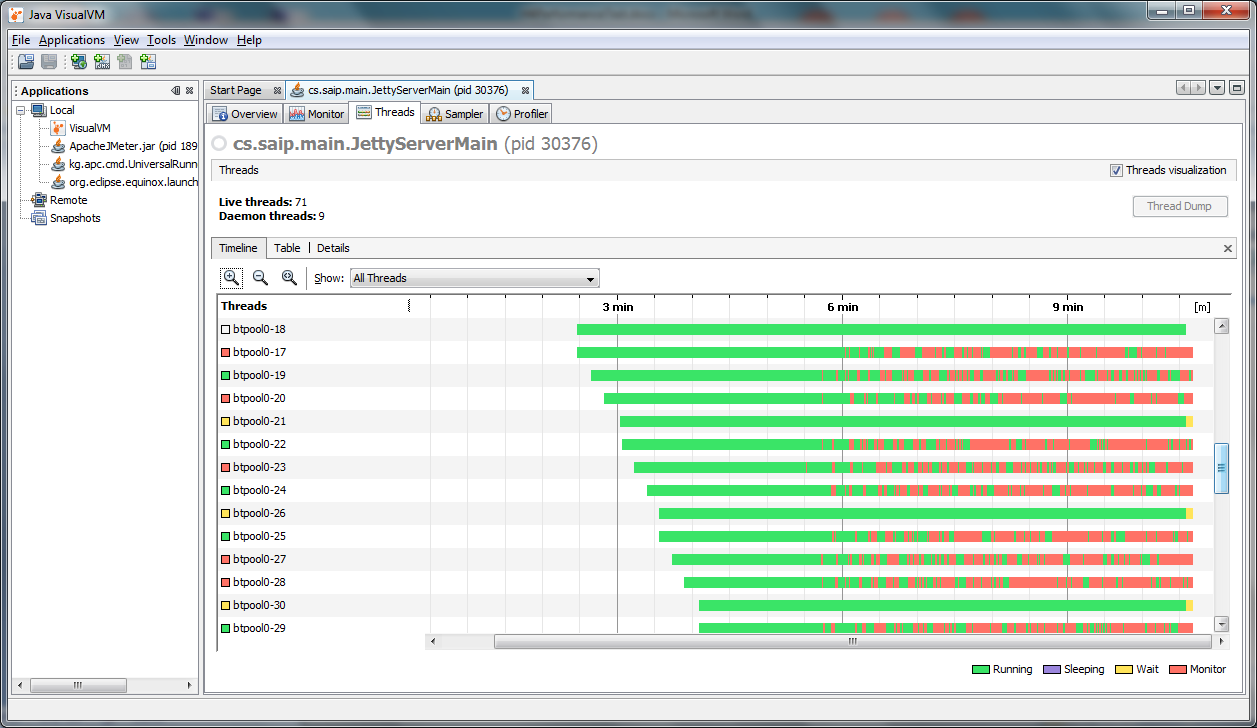 Java VisualVM
File Applications View Tools Window Help
Applications
Local
VisualVM
ApacheJMeter.jar (pid 189
kg.apc.cmd.UniversalRunn
org.eclipse.equinox.launch
Remote
Snapshots
Start Page cs.saip.main.JettyServerMain (pid 30376)
Overview Monitor Threads Sampler Profiler
cs.saip.main.JettyServerMain (pid 30376)
Threads Threads visualization
Live threads: 71
Daemon threads: 9
Thread Dump
Timeline Table Details
Show: All Threads
Threads 3 min 6 min 9 min [m]
btpool0-18
btpool0-17
btpool0-19
btpool0-20
btpool0-21
btpool0-22
btpool0-23
btpool0-24
btpool0-26
btpool0-25
btpool0-27
btpool0-28
btpool0-30
btpool0-29
Running Sleeping Wait Monitor